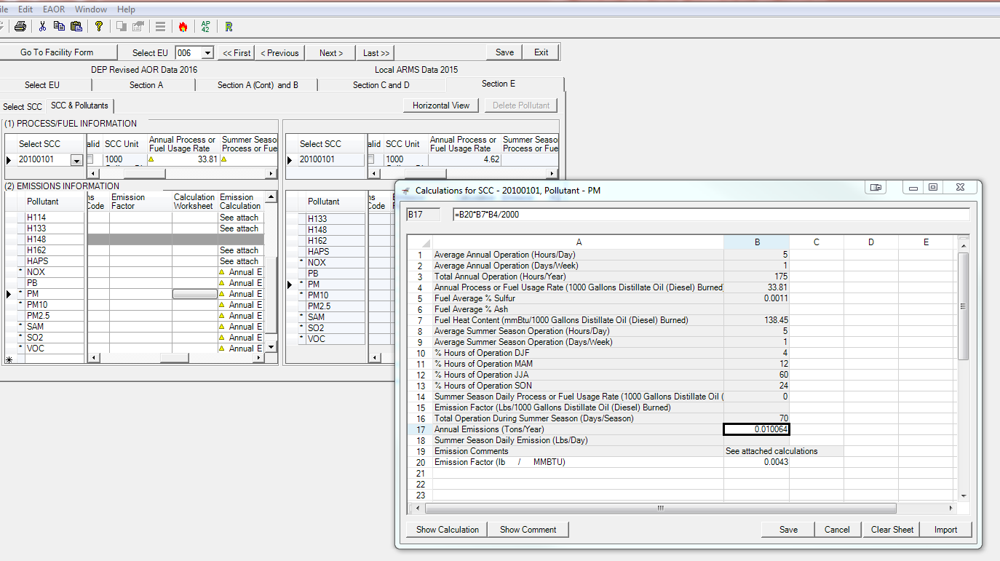 ile Edit EAOR Window Help
? AP 42 R
Go To Facility Form Select EU 006 << First < Previous Next > Last >> Save Exit
DEP Revised AOR Data 2016 Local ARMS Data 2015
Select EU Section A Section A (Cont) and B Section C and D Section E
Select SCC SCC & Pollutants Horizontal View Delete Pollutant
(1) PROCESS/FUEL INFORMATION
Select SCC alid SCC Unit Annual Process or Fuel Usage Rate Summer Seaso Process or Fue
20100101 1000 33.81
Select SCC alid SCC Unit Annual Process or Fuel Usage Rate Summer Seaso Process or Fue
20100101 1000 4.62
(2) EMISSIONS INFORMATION
Pollutant ns Code Emission Factor Calculation Worksheet Emission Calculation
H114 See attach
H133 See attach
H148
H162 See attach
HAPS See attach
* NOX Annual E
PB Annual E
* PM Annual E
* PM10 Annual E
PM2.5 Annual E
* SAM Annual E
* SO2 Annual E
* VOC Annual E
Pollutant ns Code
H133
H148
H162
HAPS
* NOX
PB
* PM
* PM10
PM2.5
* SAM
* SO2
* VOC
Calculations for SCC - 20100101, Pollutant - PM
B17 =B20*B7*B4/2000
A B C D E
1 Average Annual Operation (Hours/Day) 5
2 Average Annual Operation (Days/Week) 1
3 Total Annual Operation (Hours/Year) 175
4 Annual Process or Fuel Usage Rate (1000 Gallons Distillate Oil (Diesel) Burned) 33.81
5 Fuel Average % Sulfur 0.0011
6 Fuel Average % Ash
7 Fuel Heat Content (mmBtu/1000 Gallons Distillate Oil (Diesel) Burned) 138.45
8 Average Summer Season Operation (Hours/Day) 5
9 Average Summer Season Operation (Days/Week) 1
10 % Hours of Operation DJF 4
11 % Hours of Operation MAM 12
12 % Hours of Operation JJA 60
13 % Hours of Operation SON 24
14 Summer Season Daily Process or Fuel Usage Rate (1000 Gallons Distillate Oil ( 0
15 Emission Factor (Lbs/1000 Gallons Distillate Oil (Diesel) Burned)
16 Total Operation During Summer Season (Days/Season) 70
17 Annual Emissions (Tons/Year) 0.010064
18 Summer Season Daily Emission (Lbs/Day)
19 Emission Comments See attached calculations
20 Emission Factor (lb / MMBTU) 0.0043
21
22
23
Show Calculation Show Comment Save Cancel Clear Sheet Import